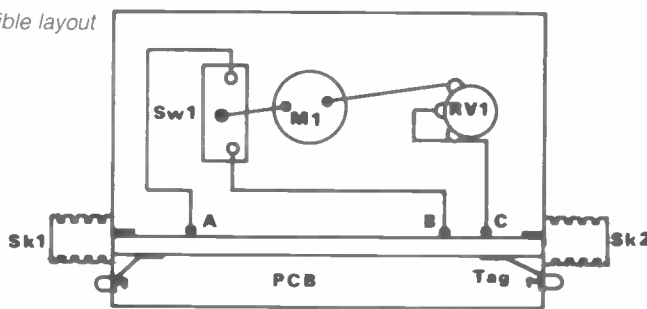 ible layout
Sw1
M1
RV1
A
B
C
Sk1
Sk2
PCB
Tag